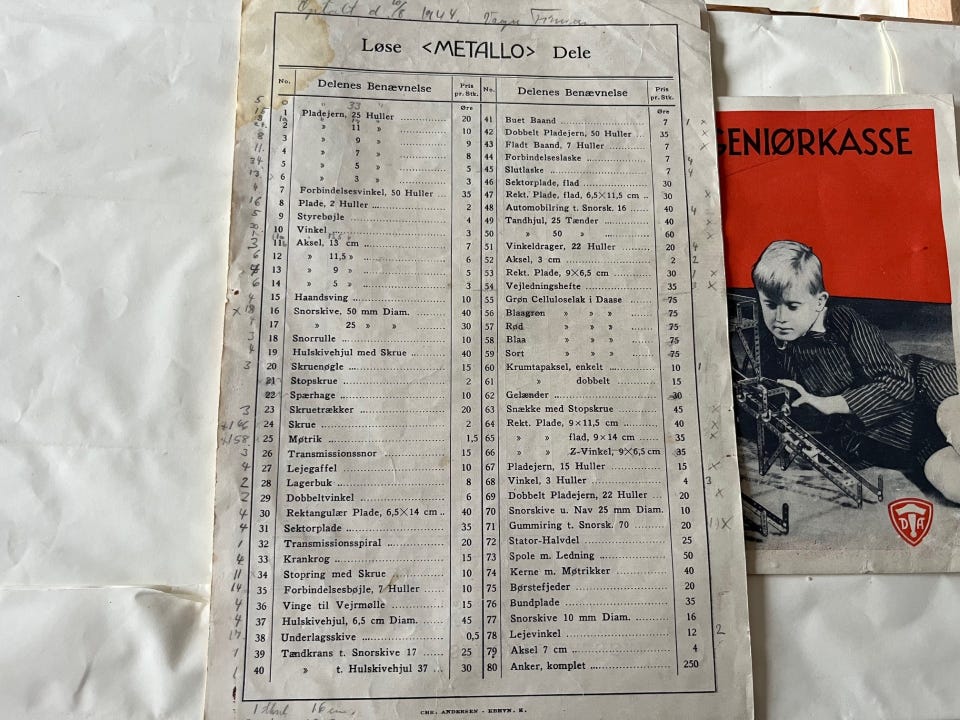 Optalt d. 10/6 1944.
Løse <METALLO> Dele
No. Delenes Benævnelse Pris pr. Stk.
Øre
1 Pladejern, 25 Huller 20
2 » 11 » 10
3 » 9 » 9
4 » 7 » 8
5 » 5 » 5
6 » 3 » 3
7 Forbindelsesvinkel, 50 Huller 35
8 Plade, 2 Huller 2
9 Styrebøjle 4
10 Vinkel 3
11 Aksel, 13 cm 7
12 » 11,5 » 6
13 » 9 » 5
14 » 5 » 3
15 Haandsving 10
16 Snorskive, 50 mm Diam. 40
17 » 25 » » 30
18 Snorrulle 10
19 Hulskivehjul med Skrue 40
20 Skruenøgle 15
21 Stopskrue 2
22 Spærhage 10
23 Skruetrækker 20
24 Skrue 2
25 Møtrik 1,5
26 Transmissionssnor 15
27 Lejegaffel 10
28 Lagerbuk 8
29 Dobbeltvinkel 6
30 Rektangulær Plade, 6,5×14 cm 40
31 Sektorplade 35
32 Transmissionsspiral 20
33 Krankrog 15
34 Stopring med Skrue 10
35 Forbindelsesbøjle, 7 Huller 10
36 Vinge til Vejrmølle 15
37 Hulskivehjul, 6,5 cm Diam. 45
38 Underlagsskive 0,5
39 Tændkrans t. Snorskive 17 25
40 » t. Hulskivehjul 37 30
No. Delenes Benævnelse Pris pr. Stk.
Øre
41 Buet Baand 7
42 Dobbelt Pladejern, 50 Huller 35
43 Fladt Baand, 7 Huller 7
44 Forbindelseslaske 7
45 Slutlaske 7
46 Sektorplade, flad 30
47 Rekt. Plade, flad, 6,5×11,5 cm 30
48 Automobilring t. Snorsk. 16 40
49 Tandhjul, 25 Tænder 40
50 » 50 » 60
51 Vinkeldrager, 22 Huller 20
52 Aksel, 3 cm 2
53 Rekt. Plade, 9×6,5 cm 30
54 Vejledningshefte 35
55 Grøn Celluloselak i Daase 75
56 Blaagrøn » » » 75
57 Rød » » » 75
58 Blaa » » » 75
59 Sort » » » 75
60 Krumtapaksel, enkelt 10
61 » dobbelt 15
62 Gelænder 30
63 Snække med Stopskrue 45
64 Rekt. Plade, 9×11,5 cm 40
65 » » flad, 9×14 cm 35
66 » » Z-Vinkel, 9×6,5 cm 35
67 Pladejern, 15 Huller 15
68 Vinkel, 3 Huller 4
69 Dobbelt Pladejern, 22 Huller 20
70 Snorskive u. Nav 25 mm Diam. 10
71 Gummiring t. Snorsk. 70 20
72 Stator-Halvdel 25
73 Spole m. Ledning 50
74 Kerne m. Møtrikker 40
75 Børstefjeder 20
76 Bundplade 35
77 Snorskive 10 mm Diam. 16
78 Lejevinkel 12
79 Aksel 7 cm 4
80 Anker, komplet 250
CHR. ANDERSEN - KBHVN. K.
GENIØRKASSE
DTA